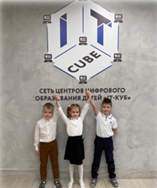 IT
CUBE
СЕТЬ ЦЕНТРОВ ЦИФРОВОГО
ОБРАЗОВАНИЯ ДЕТЕЙ «IT-КУБ»